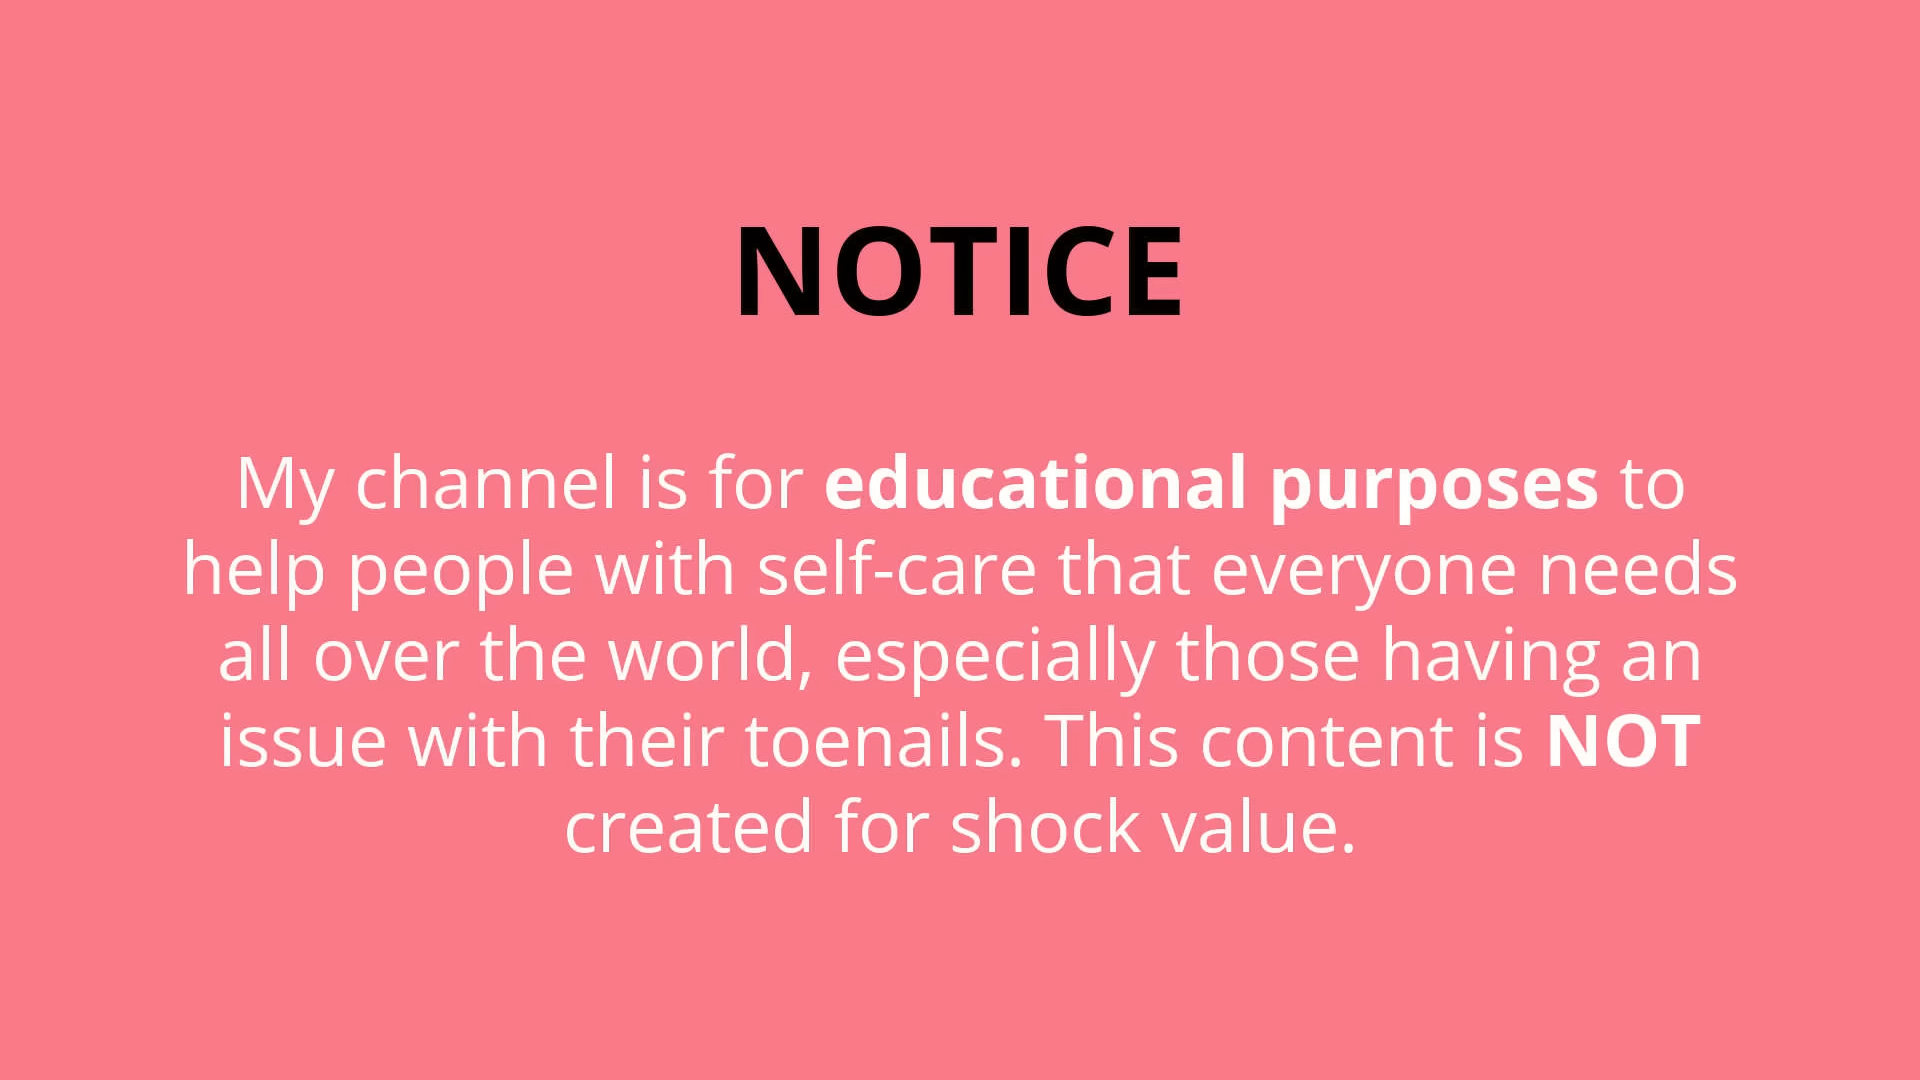 NOTICE
My channel is for educational purposes to
help people with self-care that everyone needs
all over the world, especially those having an
issue with their toenails. This content is NOT
created for shock value.